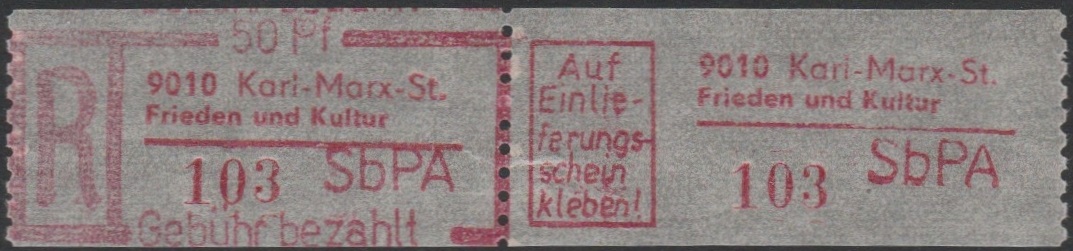 50 Pf
R
9010 Karl-Marx-St.
Frieden und Kultur
103 SbPA
Gebühr bezahlt
Auf
Einlie-
ferungs-
schein
kleben!
9010 Karl-Marx-St.
Frieden und Kultur
103 SbPA